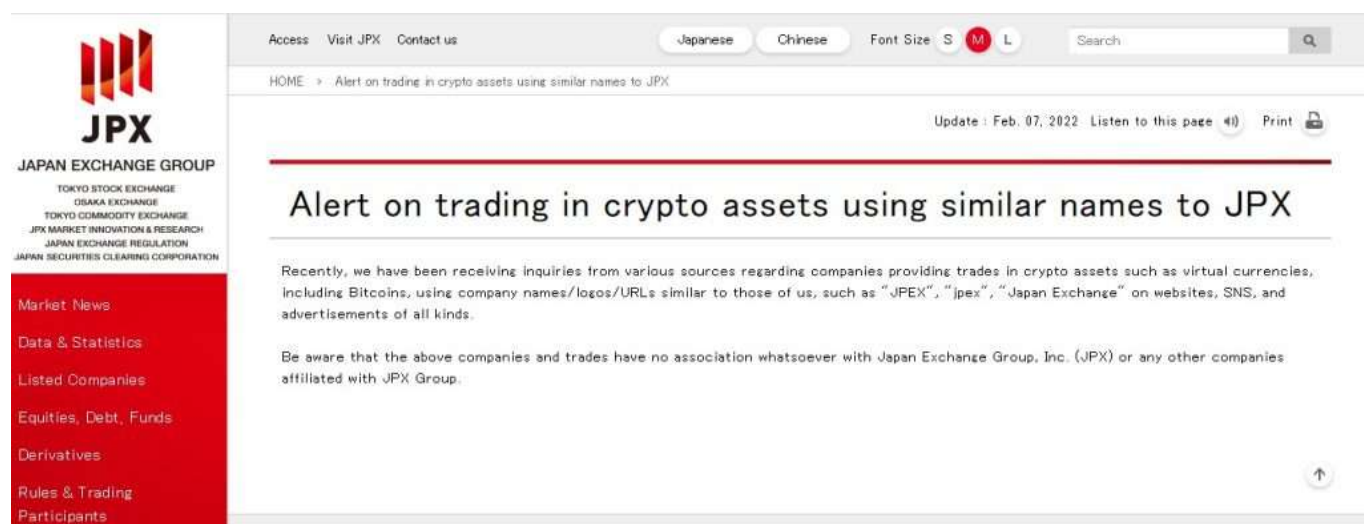 JPX
JAPAN EXCHANGE GROUP
TOKYO STOCK EXCHANGE
OSAKA EXCHANGE
TOKYO COMMODITY EXCHANGE
JPX MARKET INNOVATION & RESEARCH
JAPAN EXCHANGE REGULATION
JAPAN SECURITIES CLEARING CORPORATION
Market News
Data & Statistics
Listed Companies
Equities, Debt, Funds
Derivatives
Rules & Trading
Participants
Access Visit JPX Contact us Japanese Chinese Font Size S M L Search
HOME > Alert on trading in crypto assets using similar names to JPX
Update : Feb. 07, 2022 Listen to this page Print
Alert on trading in crypto assets using similar names to JPX
Recently, we have been receiving inquiries from various sources regarding companies providing trades in crypto assets such as virtual currencies,
including Bitcoins, using company names/logos/URLs similar to those of us, such as "JPEX", "jpex", "Japan Exchange" on websites, SNS, and
advertisements of all kinds.
Be aware that the above companies and trades have no association whatsoever with Japan Exchange Group, Inc. (JPX) or any other companies
affiliated with JPX Group.